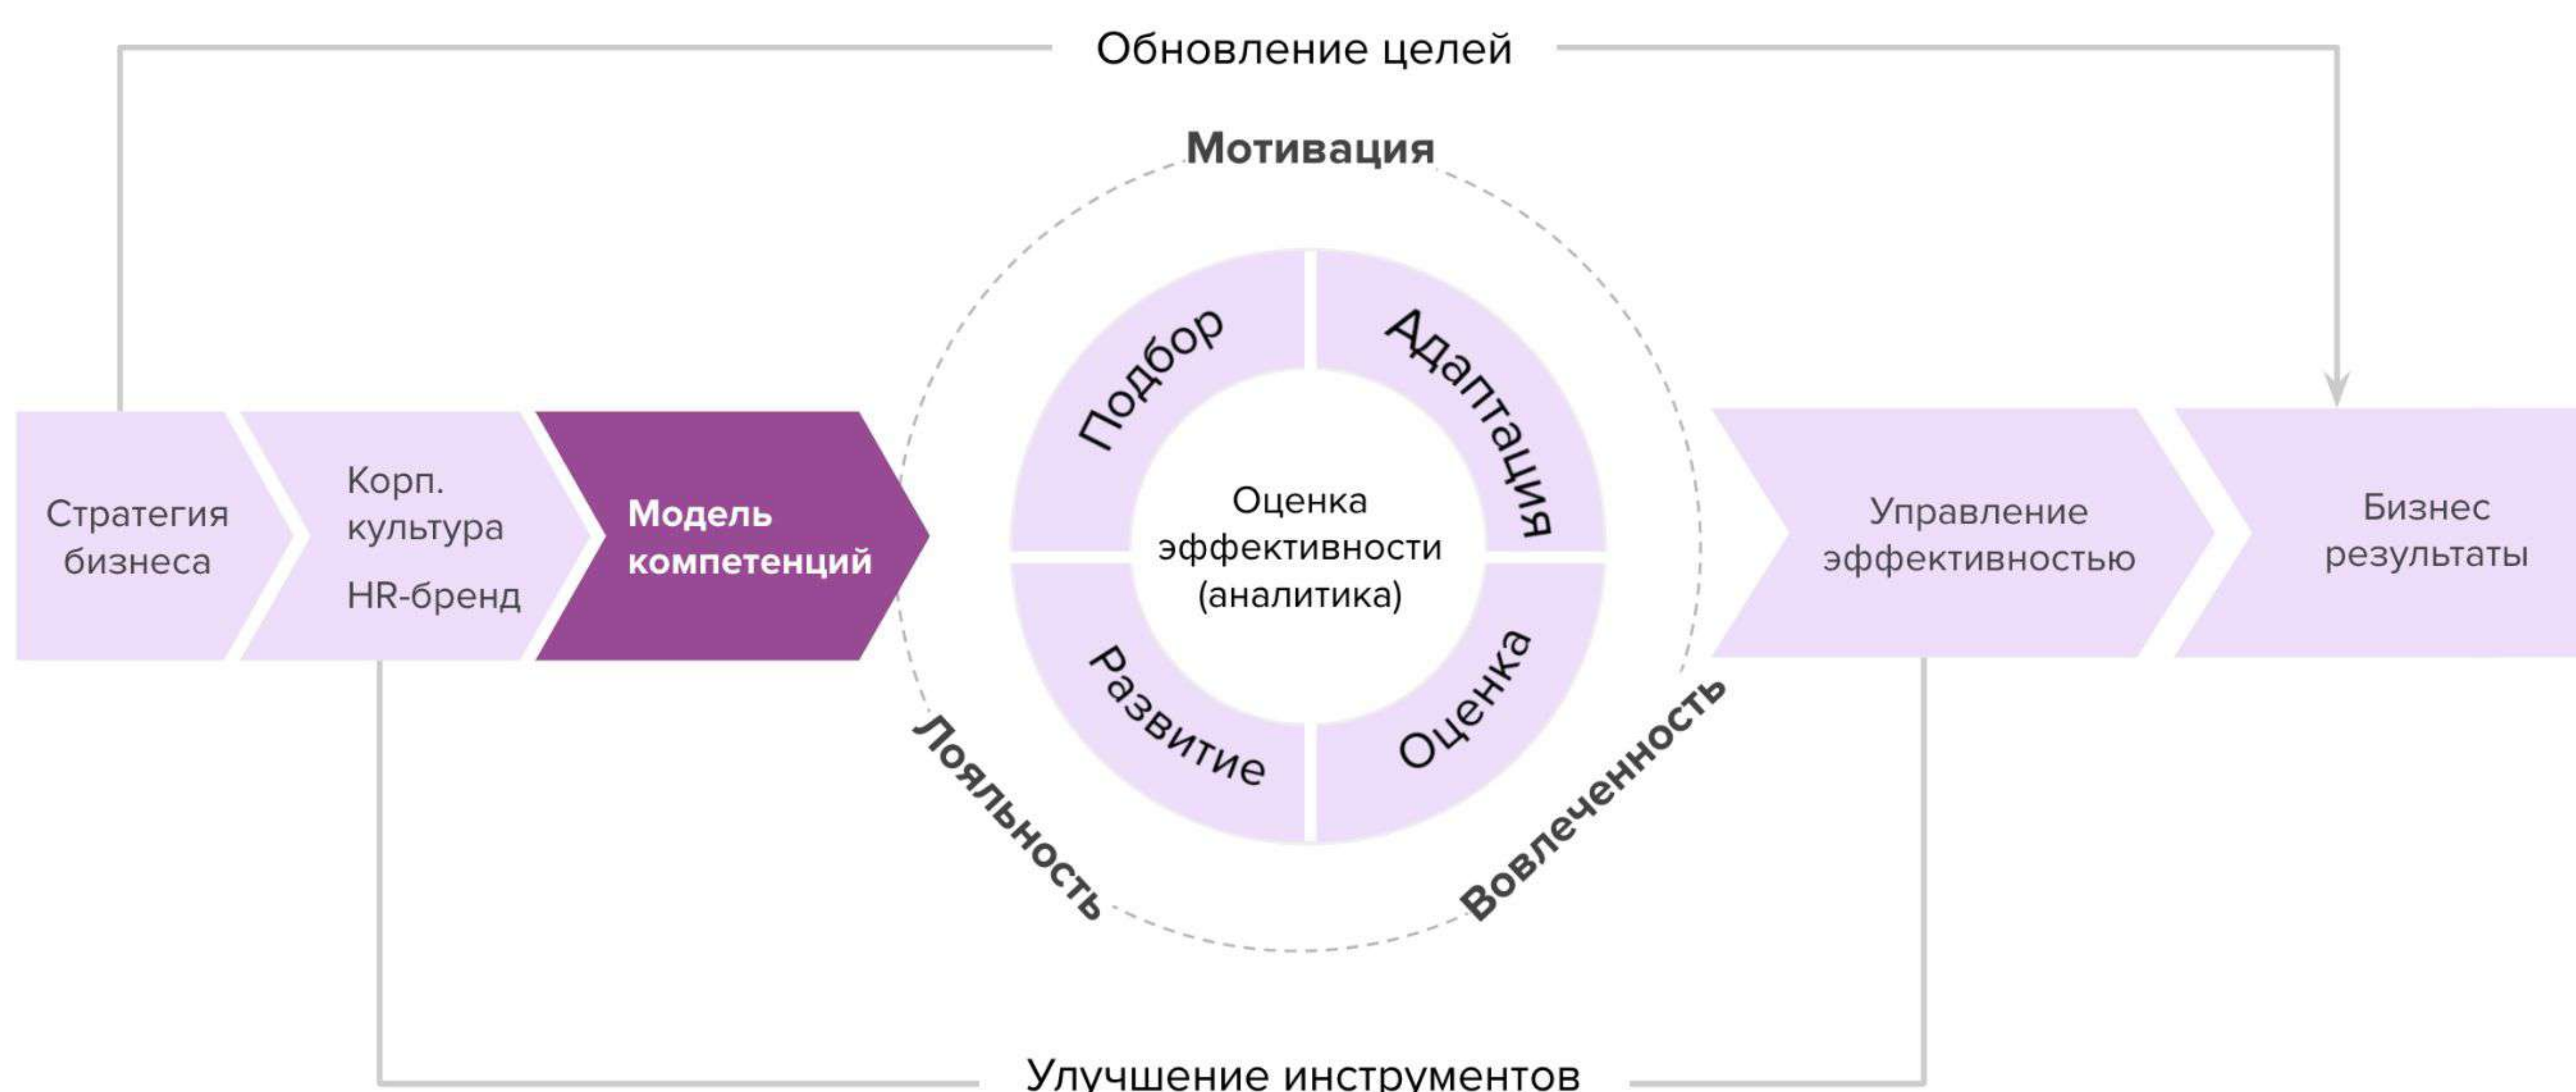 Обновление целей
Мотивация
Подбор
Адаптация
Стратегия
бизнеса
Корп.
культура
HR-бренд
Модель
компетенций
Оценка
эффективности
(аналитика)
Управление
эффективностью
Бизнес
результаты
Развитие
Оценка
Лояльность
Вовлеченность
Улучшение инструментов